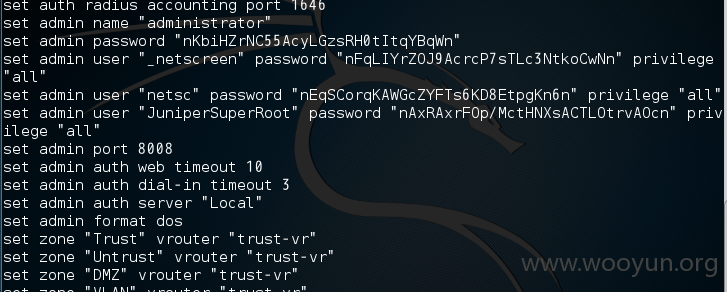 set auth radius accounting port 1646
set admin name "administrator"
set admin password "nKbiHZrNC55AcyLGzsRH0tItqYBqWn"
set admin user "_netscreen" password "nFqLIYrZOJ9AcrcP7sTLc3NtkoCwNn" privilege
"all"
set admin user "netsc" password "nEqSCorqKAWGcZYFTs6KD8EtpgKn6n" privilege "all"
set admin user "JuniperSuperRoot" password "nAxRAxrFOp/MctHNXsACTLOtrvAOcn" priv
ilege "all"
set admin port 8008
set admin auth web timeout 10
set admin auth dial-in timeout 3
set admin auth server "Local"
set admin format dos
set zone "Trust" vrouter "trust-vr"
set zone "Untrust" vrouter "trust-vr"
set zone "DMZ" vrouter "trust-vr"
set zone "VLAN" vrouter "trust-vr"
www.wooyun.org